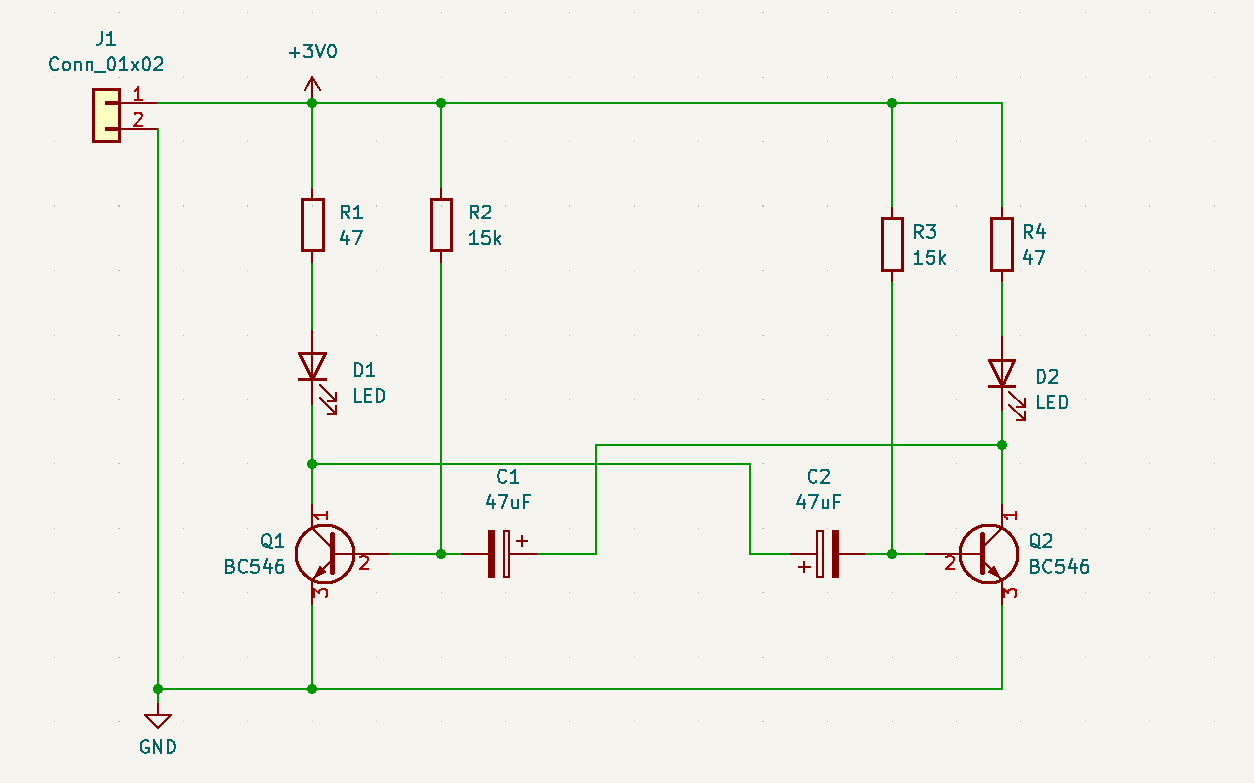 J1
Conn_01x02
1
2
+3V0
R1
47
R2
15k
R3
15k
R4
47
D1
LED
D2
LED
C1
47uF
+
C2
47uF
+
Q1
BC546
1
2
3
Q2
BC546
1
2
3
GND